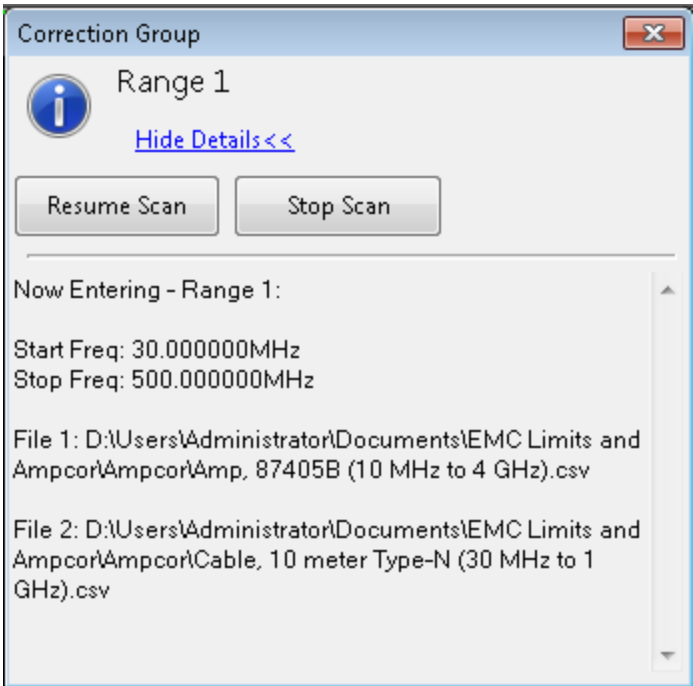 Correction Group
Range 1
Hide Details<<
Resume Scan
Stop Scan
Now Entering - Range 1:
Start Freq: 30.000000MHz
Stop Freq: 500.000000MHz
File 1: D:\Users\Administrator\Documents\EMC Limits and
Ampcor\Ampcor\Amp, 87405B (10 MHz to 4 GHz).csv
File 2: D:\Users\Administrator\Documents\EMC Limits and
Ampcor\Ampcor\Cable, 10 meter Type-N (30 MHz to 1
GHz).csv